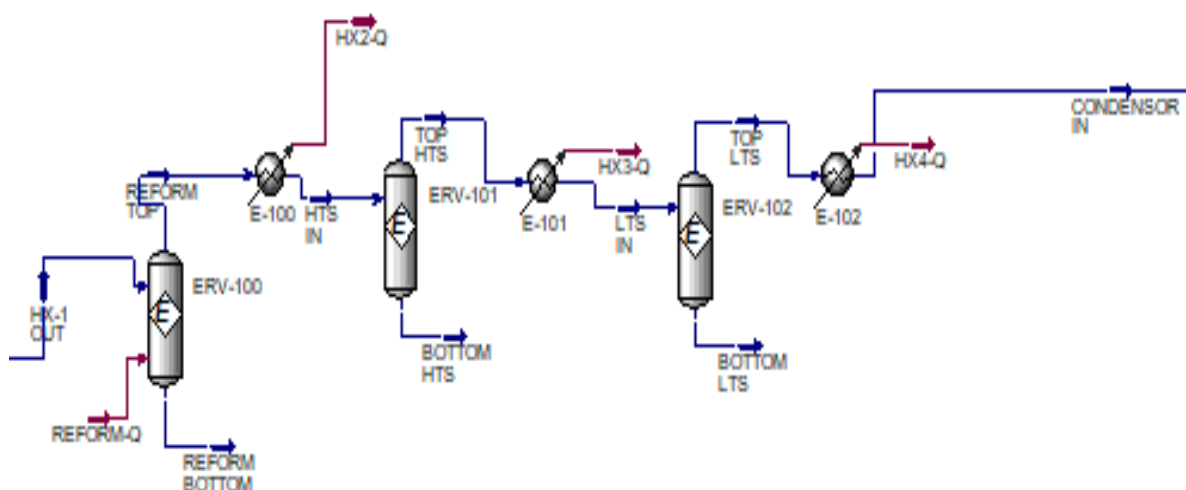 HX2-Q
CONDENSOR
IN
TOP
HTS
TOP
LTS
HX3-Q
HX4-Q
REFORM
TOP
E-100
HTS
IN
ERV-101
E-101
LTS
IN
ERV-102
E-102
E
E
ERV-100
HX-1
OUT
E
BOTTOM
HTS
BOTTOM
LTS
REFORM-Q
REFORM
BOTTOM